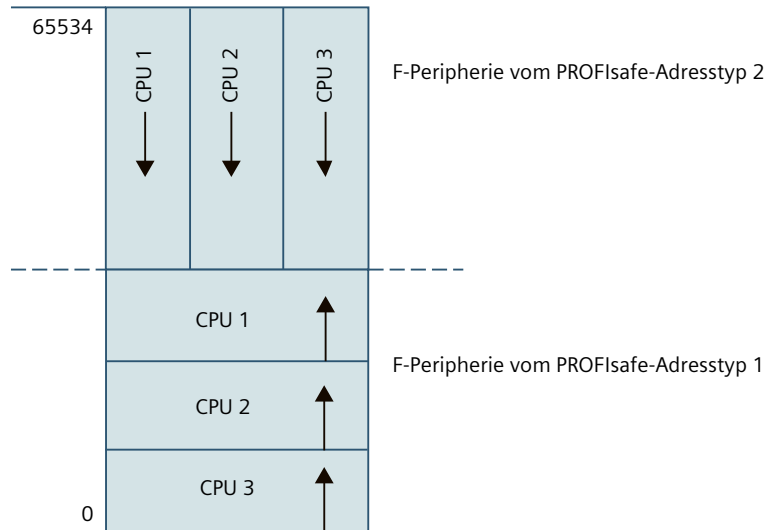 65534
CPU 1
CPU 2
CPU 3
F-Peripherie vom PROFIsafe-Adresstyp 2
CPU 1
F-Peripherie vom PROFIsafe-Adresstyp 1
CPU 2
CPU 3
0